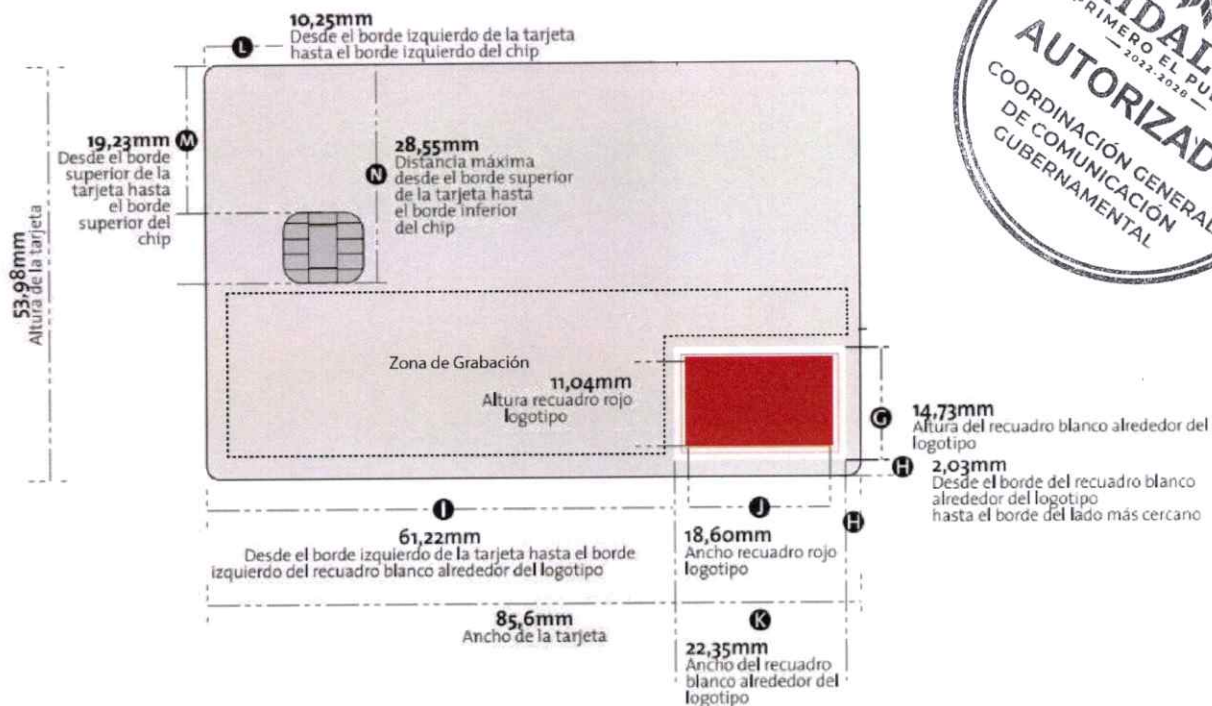 L
10,25mm
Desde el borde izquierdo de la tarjeta
hasta el borde izquierdo del chip
PRIMERO EL
2022-2028
AUTORIZAD
COORDINACIÓN GENERAL
DE COMUNICACIÓN
GUBERNAMENTAL
53,98mm
Altura de la tarjeta
M
19,23mm
Desde el borde
superior de la
tarjeta hasta
el borde
superior del
chip
N
28,55mm
Distancia máxima
desde el borde superior
de la tarjeta hasta
el borde inferior
del chip
Zona de Grabación
11,04mm
Altura recuadro rojo
logotipo
G
14,73mm
Altura del recuadro blanco alrededor del
logotipo
H
2,03mm
Desde el borde del recuadro blanco
alrededor del logotipo
hasta el borde del lado más cercano
I
61,22mm
Desde el borde izquierdo de la tarjeta hasta el borde
izquierdo del recuadro blanco alrededor del logotipo
J
18,60mm
Ancho recuadro rojo
logotipo
H
85,6mm
Ancho de la tarjeta
K
22,35mm
Ancho del recuadro
blanco alrededor del
logotipo